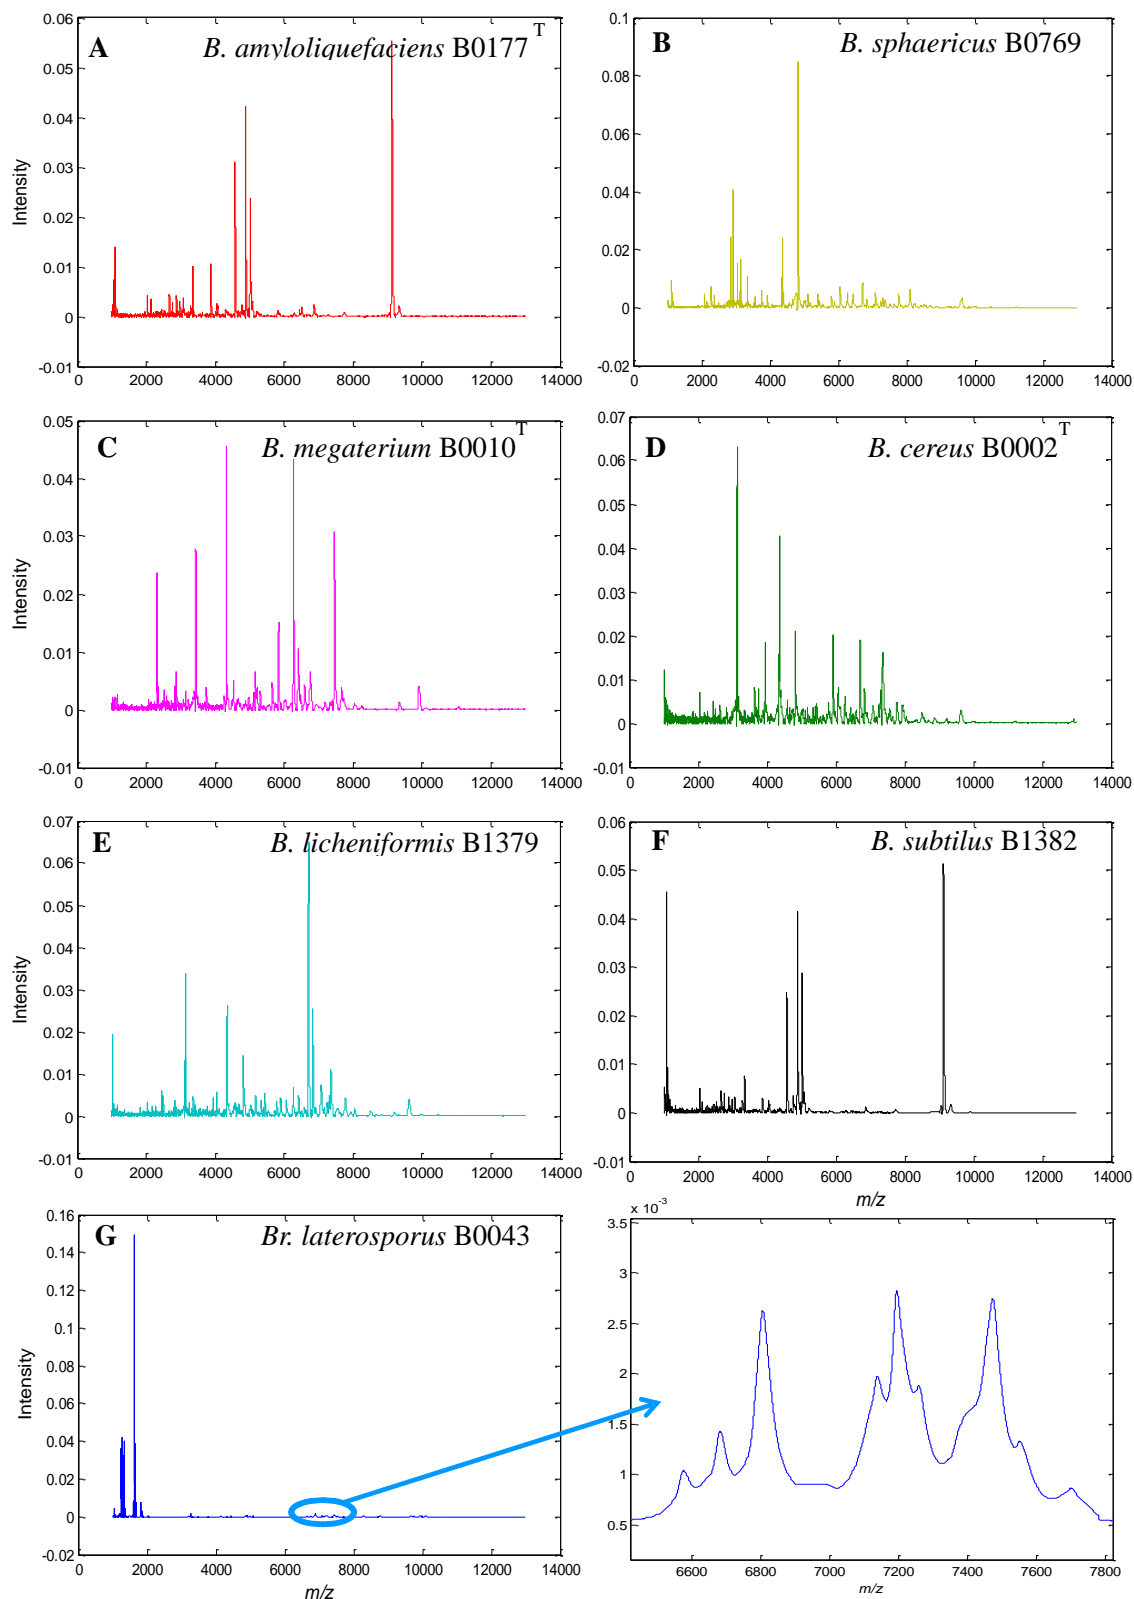 A B. amyloliquefaciens B0177 T
0.06
0.05
0.04
0.03
0.02
0.01
0
-0.01
Intensity
0 2000 4000 6000 8000 10000 12000 14000
B B. sphaericus B0769
0.1
0.08
0.06
0.04
0.02
0
-0.02
0 2000 4000 6000 8000 10000 12000 14000
C B. megaterium B0010 T
0.05
0.04
0.03
0.02
0.01
0
-0.01
Intensity
0 2000 4000 6000 8000 10000 12000 14000
D B. cereus B0002 T
0.07
0.06
0.05
0.04
0.03
0.02
0.01
0
-0.01
0 2000 4000 6000 8000 10000 12000 14000
E B. licheniformis B1379
0.07
0.06
0.05
0.04
0.03
0.02
0.01
0
-0.01
Intensity
0 2000 4000 6000 8000 10000 12000 14000
F B. subtilus B1382
0.06
0.05
0.04
0.03
0.02
0.01
0
-0.01
0 2000 4000 6000 8000 10000 12000 14000
m/z
G Br. laterosporus B0043
0.16
0.14
0.12
0.1
0.08
0.06
0.04
0.02
0
-0.02
Intensity
0 2000 4000 6000 8000 10000 12000 14000
m/z
x 10-3
3.5
3
2.5
2
1.5
1
0.5
6600 6800 7000 7200 7400 7600 7800
m/z